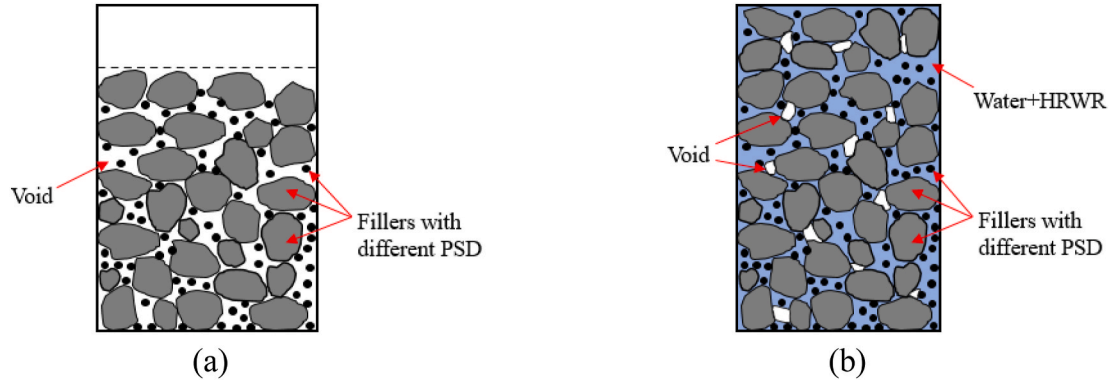 Void
Fillers with
different PSD
(a)
Water+HRWR
Void
Fillers with
different PSD
(b)